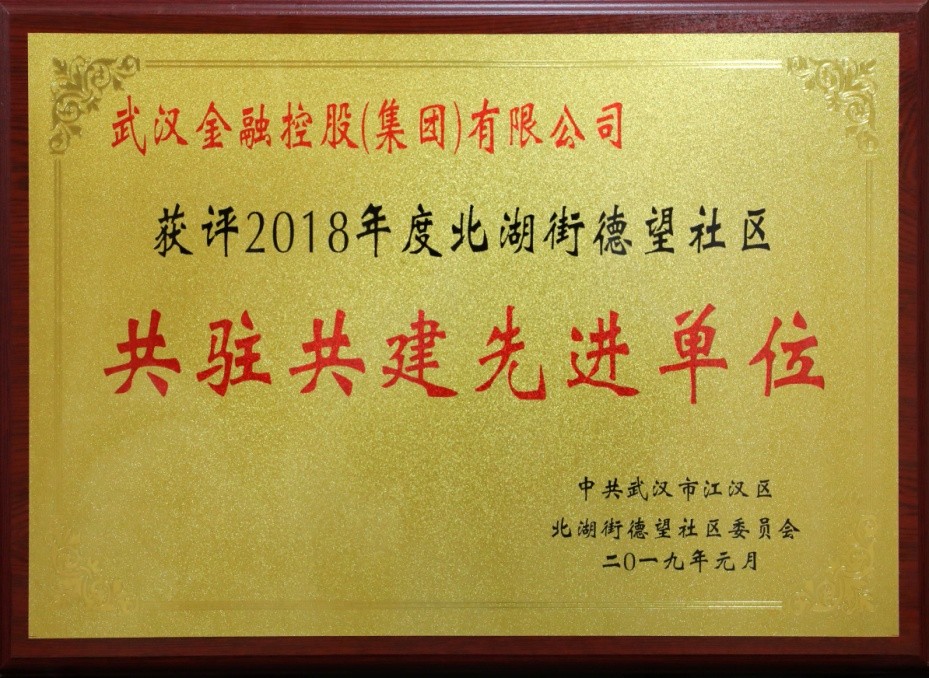 武汉金融控股(集团)有限公司
获评2018年度北湖街德望社区
共驻共建先进单位
中共武汉市江汉区
北湖街德望社区委员会
二0一九年元月